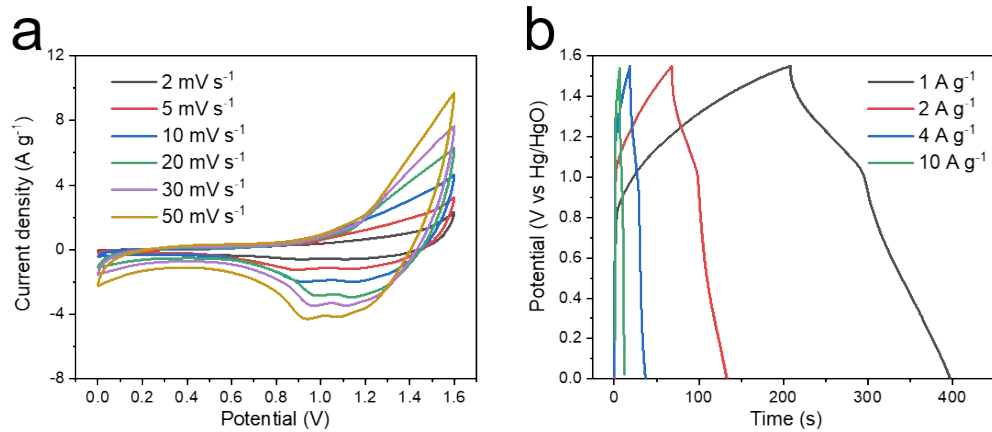 a
12
8
4
0
-4
-8
Current density (A g⁻¹)
2 mV s⁻¹
5 mV s⁻¹
10 mV s⁻¹
20 mV s⁻¹
30 mV s⁻¹
50 mV s⁻¹
0.0 0.2 0.4 0.6 0.8 1.0 1.2 1.4 1.6
Potential (V)
b
1.6
1.4
1.2
1.0
0.8
0.6
0.4
0.2
0.0
Potential (V vs Hg/HgO)
1 A g⁻¹
2 A g⁻¹
4 A g⁻¹
10 A g⁻¹
0 100 200 300 400
Time (s)